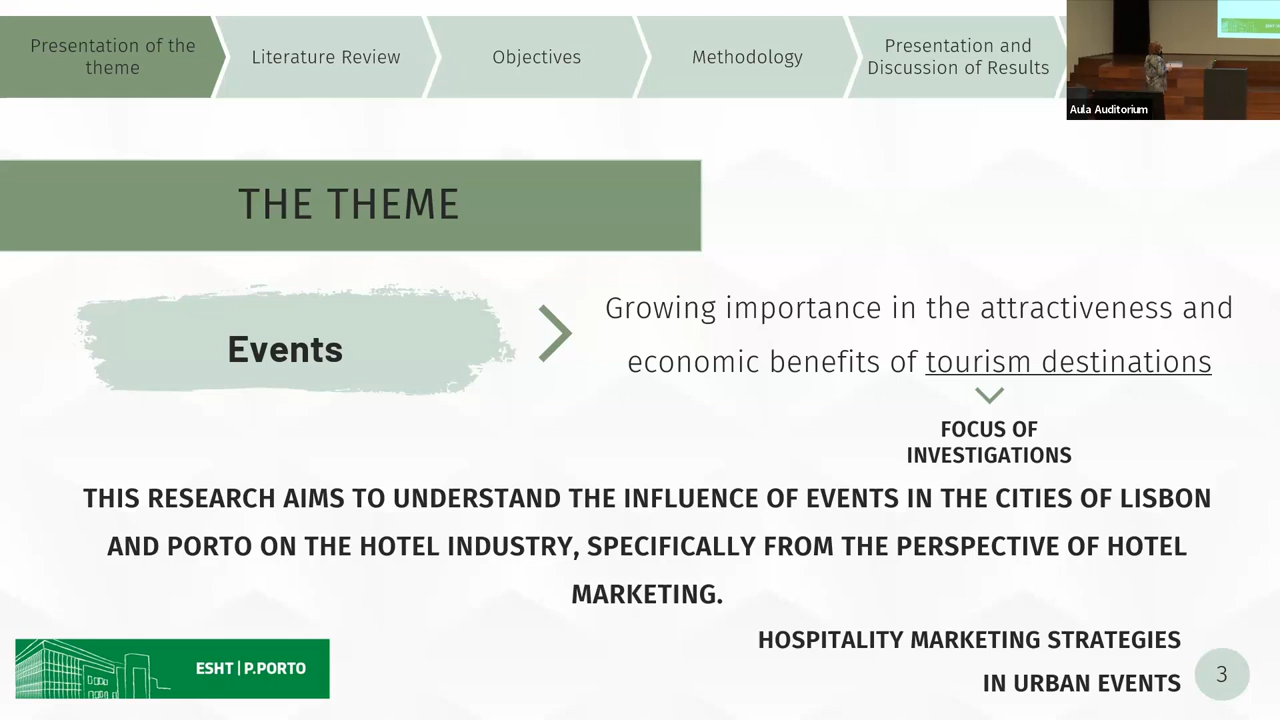 Presentation of the
theme
Literature Review
Objectives
Methodology
Presentation and
Discussion of Results
Aula Auditorium
THE THEME
Events
Growing importance in the attractiveness and
economic benefits of tourism destinations
FOCUS OF
INVESTIGATIONS
THIS RESEARCH AIMS TO UNDERSTAND THE INFLUENCE OF EVENTS IN THE CITIES OF LISBON
AND PORTO ON THE HOTEL INDUSTRY, SPECIFICALLY FROM THE PERSPECTIVE OF HOTEL
MARKETING.
ESHT | P.PORTO
HOSPITALITY MARKETING STRATEGIES
IN URBAN EVENTS
3